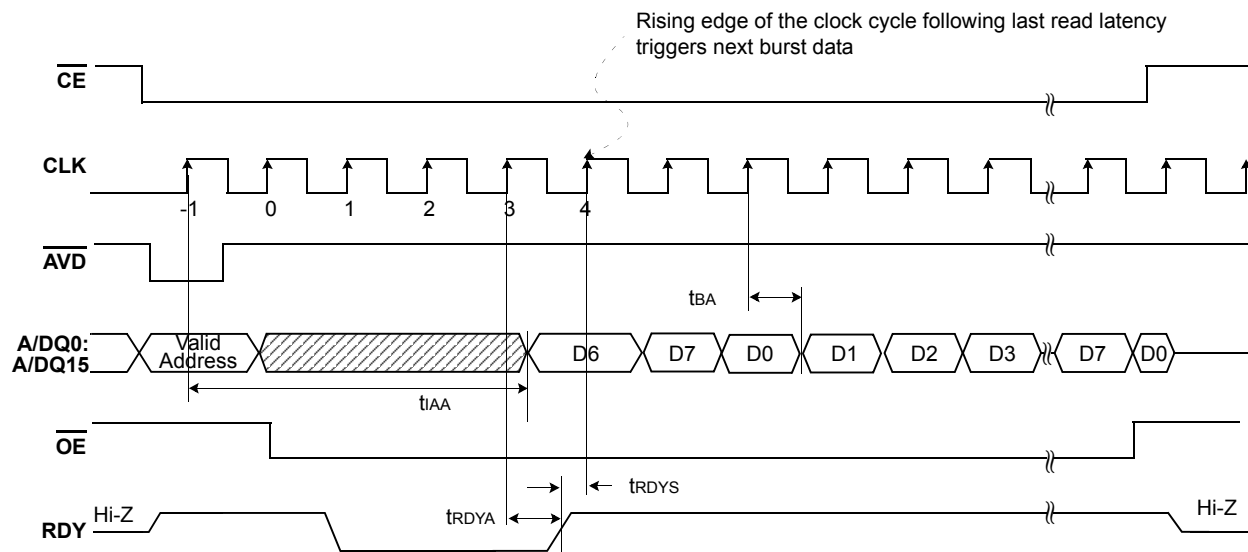 Rising edge of the clock cycle following last read latency
triggers next burst data
CE
CLK
-1 0 1 2 3 4
AVD
tBA
A/DQ0:
A/DQ15
Valid
Address
D6 D7 D0 D1 D2 D3 D7 D0
tIAA
OE
tRDYS
Hi-Z
RDY
tRDYA
Hi-Z